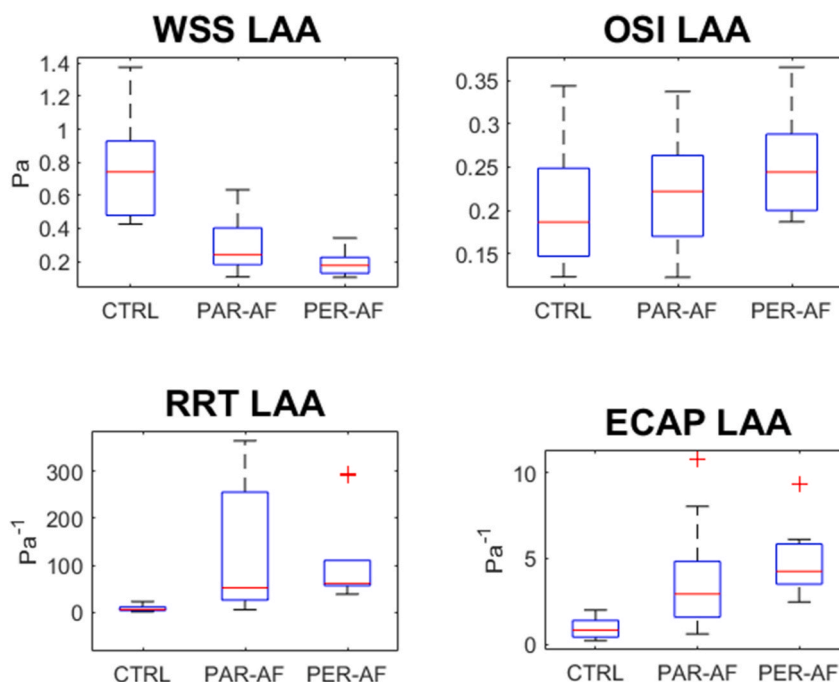 WSS LAA
1.4
1.2
1
0.8
0.6
0.4
0.2
Pa
CTRL PAR-AF PER-AF
OSI LAA
0.35
0.3
0.25
0.2
0.15
CTRL PAR-AF PER-AF
RRT LAA
300
200
100
0
Pa-1
CTRL PAR-AF PER-AF
ECAP LAA
10
5
0
Pa-1
CTRL PAR-AF PER-AF